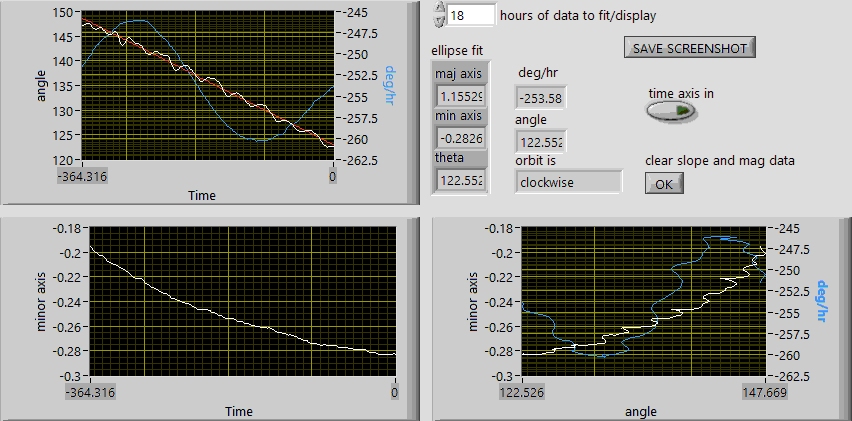 150
145
140
135
130
125
120
angle
-245
-247.5
-250
-252.5
-255
-257.5
-260
-262.5
deg/hr
-364.316
0
Time
18 hours of data to fit/display
SAVE SCREENSHOT
ellipse fit
maj axis
1.1552
min axis
-0.2826
theta
122.552
deg/hr
-253.58
angle
122.552
orbit is
clockwise
time axis in
clear slope and mag data
OK
-0.18
-0.2
-0.22
-0.24
-0.26
-0.28
-0.3
minor axis
-364.316
0
Time
-0.18
-0.2
-0.22
-0.24
-0.26
-0.28
-0.3
minor axis
-245
-247.5
-250
-252.5
-255
-257.5
-260
-262.5
deg/hr
122.526
147.669
angle